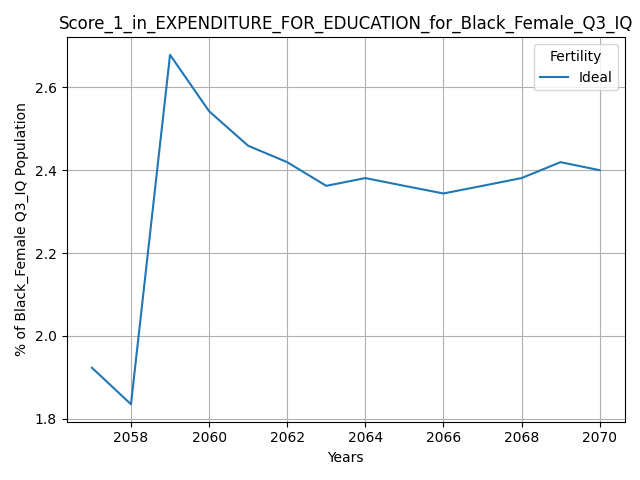 Score_1_in_EXPENDITURE_FOR_EDUCATION_for_Black_Female_Q3_IQ
Fertility
Ideal
% of Black_Female Q3_IQ Population
2.6
2.4
2.2
2.0
1.8
2058 2060 2062 2064 2066 2068 2070
Years